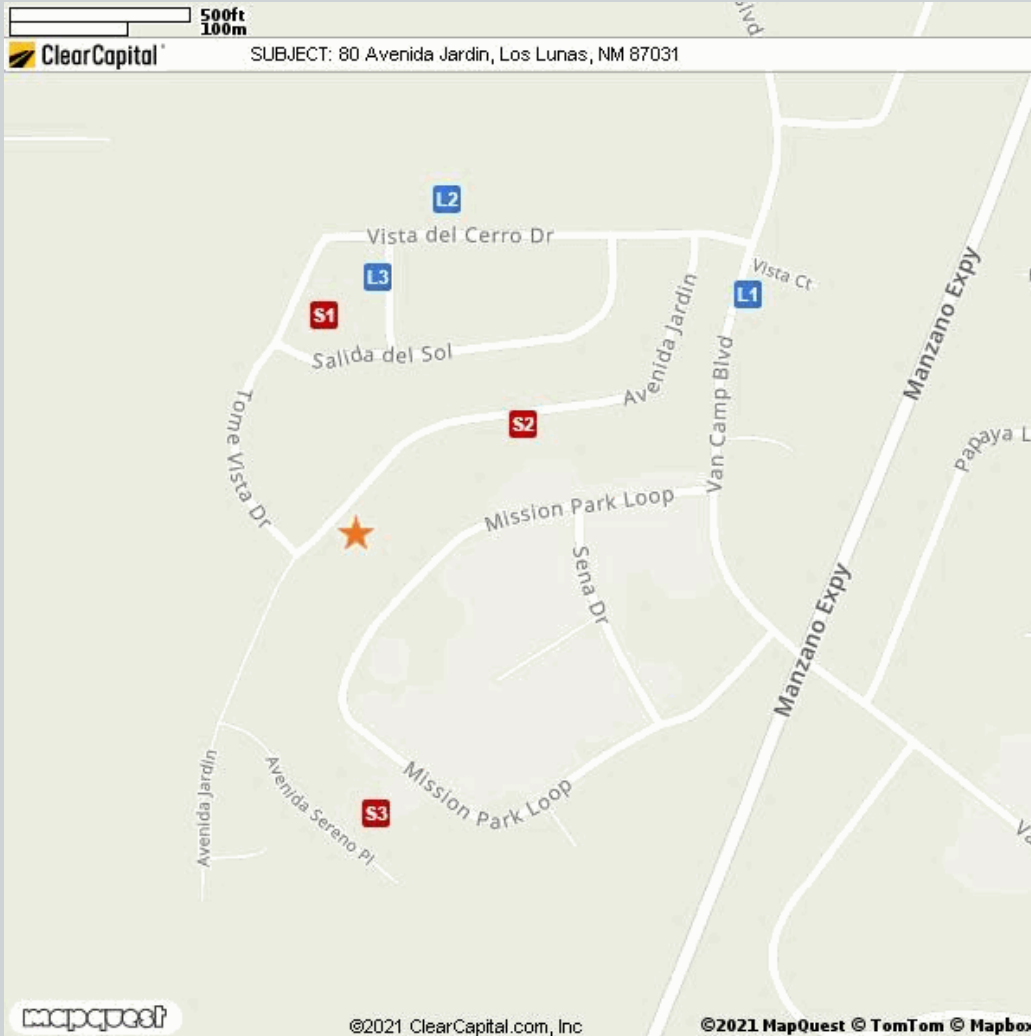 500ft
100m
Blvd
ClearCapital
SUBJECT: 80 Avenida Jardin, Los Lunas, NM 87031
L2
Vista del Cerro Dr
Vista Ct
L3
L1
S1
Salida del Sol
Avenida Jardin
Manzano Expy
Tome Vista Dr
S2
Van Camp Blvd
Papaya L
Mission Park Loop
Sena Dr
Manzano Expy
Avenida Jardin
Avenida Sereno Pl
S3
Mission Park Loop
Va
mapquest
©2021 ClearCapital.com, Inc
©2021 MapQuest © TomTom © Mapbox